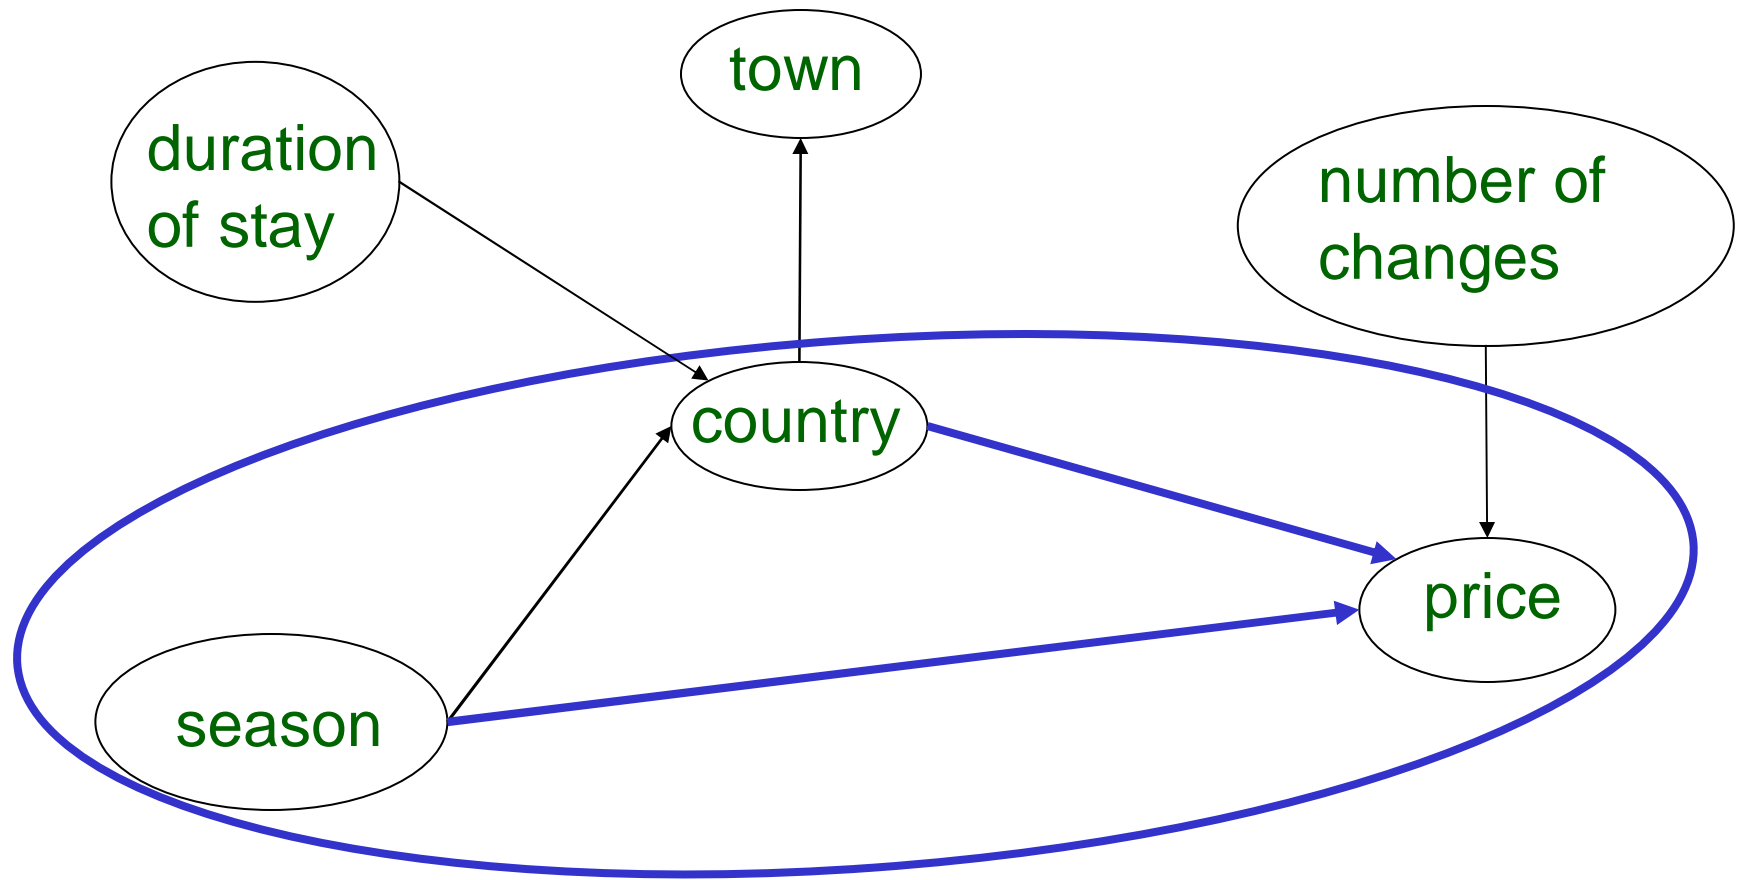 town
duration
of stay
number of
changes
country
price
season